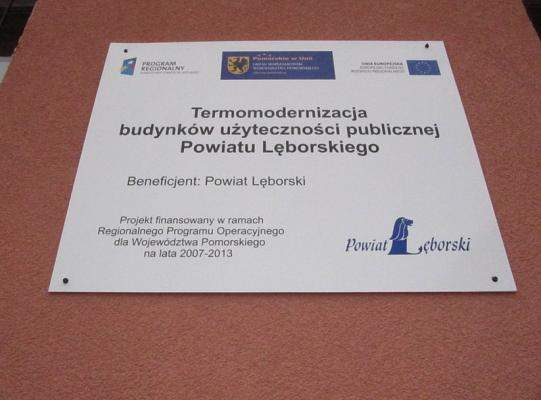 PROGRAM
REGIONALNY
Pomorskie w Unii
UNIA EUROPEJSKA
Termomodernizacja
budynków użyteczności publicznej
Powiatu Lęborskiego
Beneficjent: Powiat Lęborski
Projekt finansowany w ramach
Regionalnego Programu Operacyjnego
dla Województwa Pomorskiego
na lata 2007-2013
Powiat Lęborski